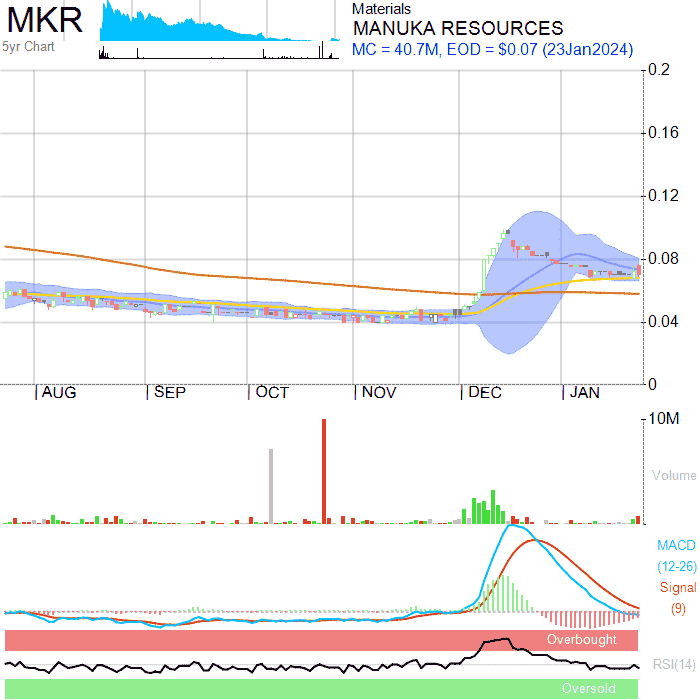 MKR
5yr Chart
Materials
MANUKA RESOURCES
MC = 40.7M, EOD = $0.07 (23Jan2024)
0.2
0.16
0.12
0.08
0.04
0
AUG SEP OCT NOV DEC JAN
10M
Volume
MACD
(12-26)
Signal
(9)
Overbought
RSI(14)
Oversold